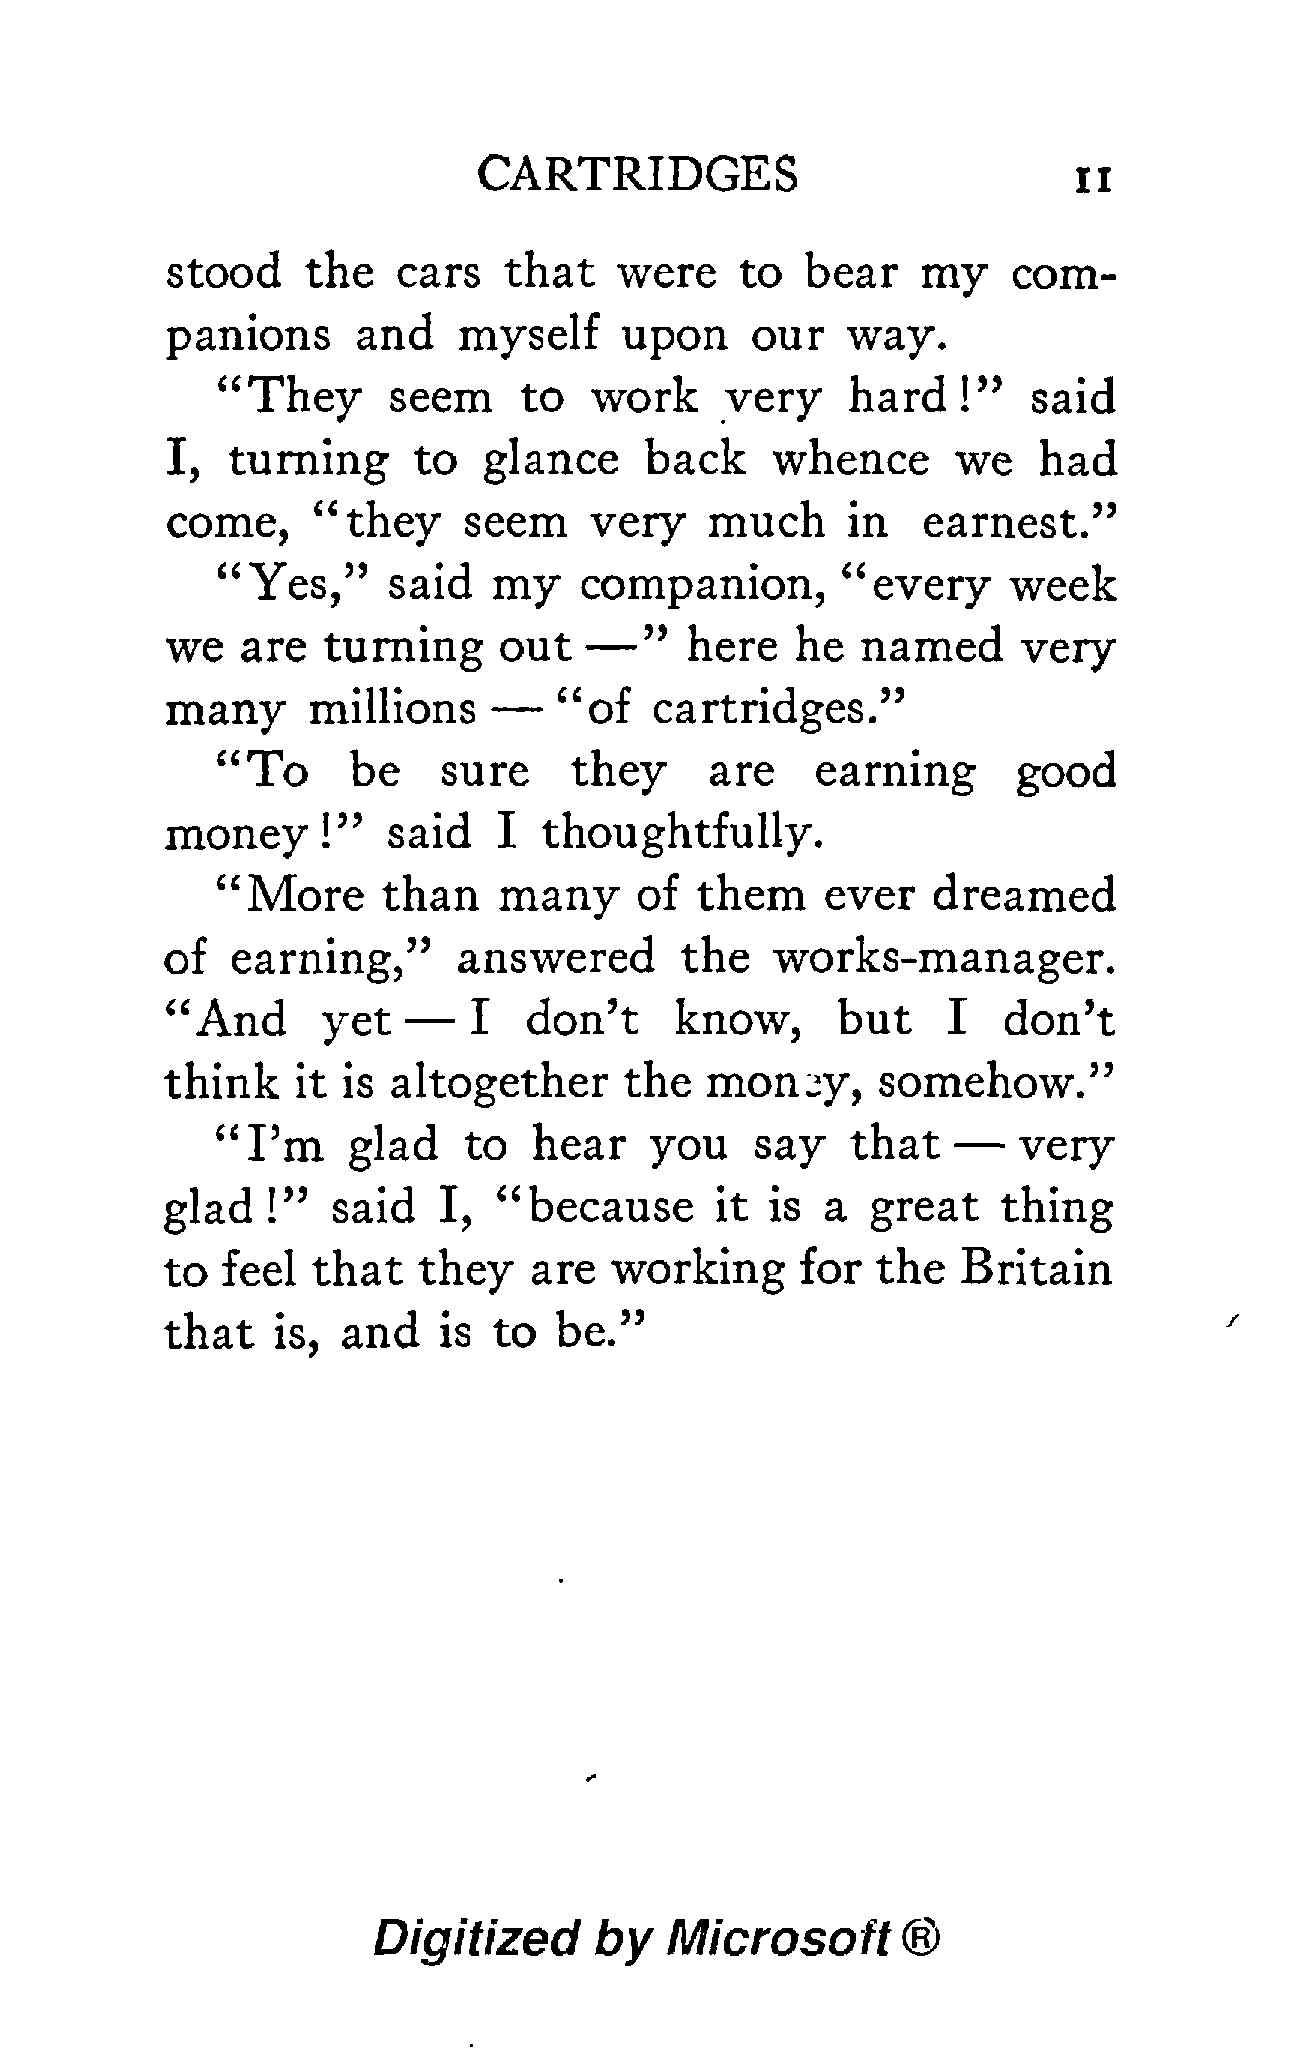 CARTRIDGES 11
stood the cars that were to bear my com-
panions and myself upon our way.
“They seem to work very hard!” said
I, turning to glance back whence we had
come, “they seem very much in earnest.”
“Yes,” said my companion, “every week
we are turning out —” here he named very
many millions — “of cartridges.”
“To be sure they are earning good
money!” said I thoughtfully.
“More than many of them ever dreamed
of earning,” answered the works-manager.
“And yet — I don’t know, but I don’t
think it is altogether the money, somehow.”
“I’m glad to hear you say that — very
glad!” said I, “because it is a great thing
to feel that they are working for the Britain
that is, and is to be.”
Digitized by Microsoft ®